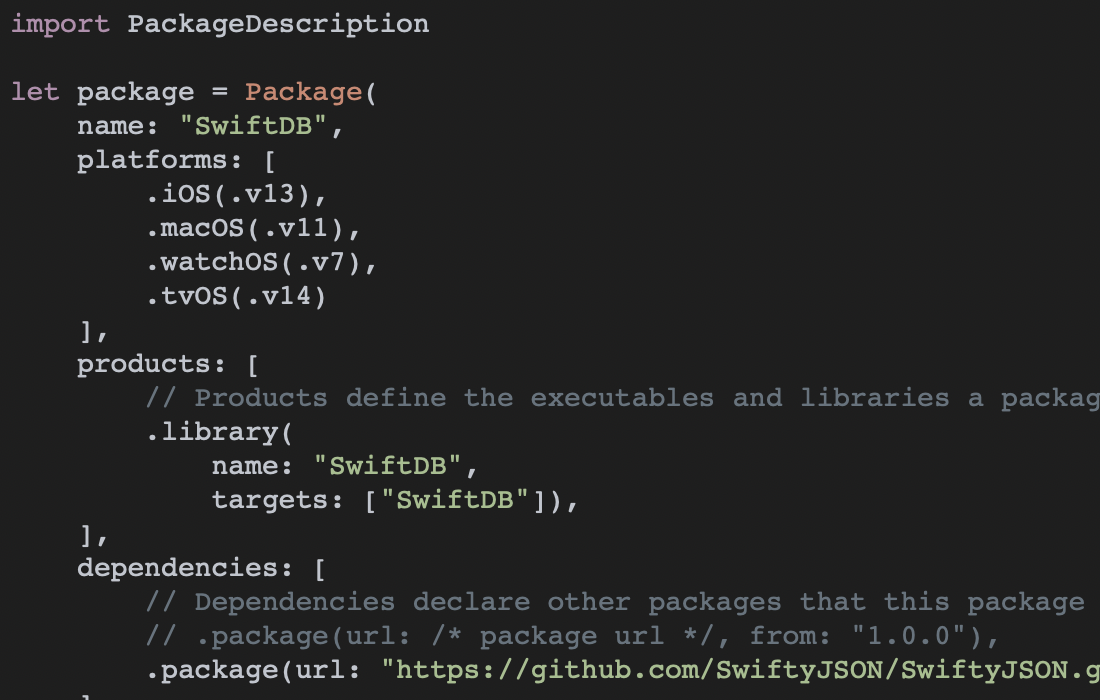 import PackageDescription

let package = Package(
    name: "SwiftDB",
    platforms: [
        .iOS(.v13),
        .macOS(.v11),
        .watchOS(.v7),
        .tvOS(.v14)
    ],
    products: [
        // Products define the executables and libraries a packag
        .library(
            name: "SwiftDB",
            targets: ["SwiftDB"]),
    ],
    dependencies: [
        // Dependencies declare other packages that this package
        // .package(url: /* package url */, from: "1.0.0"),
        .package(url: "https://github.com/SwiftyJSON/SwiftyJSON.g